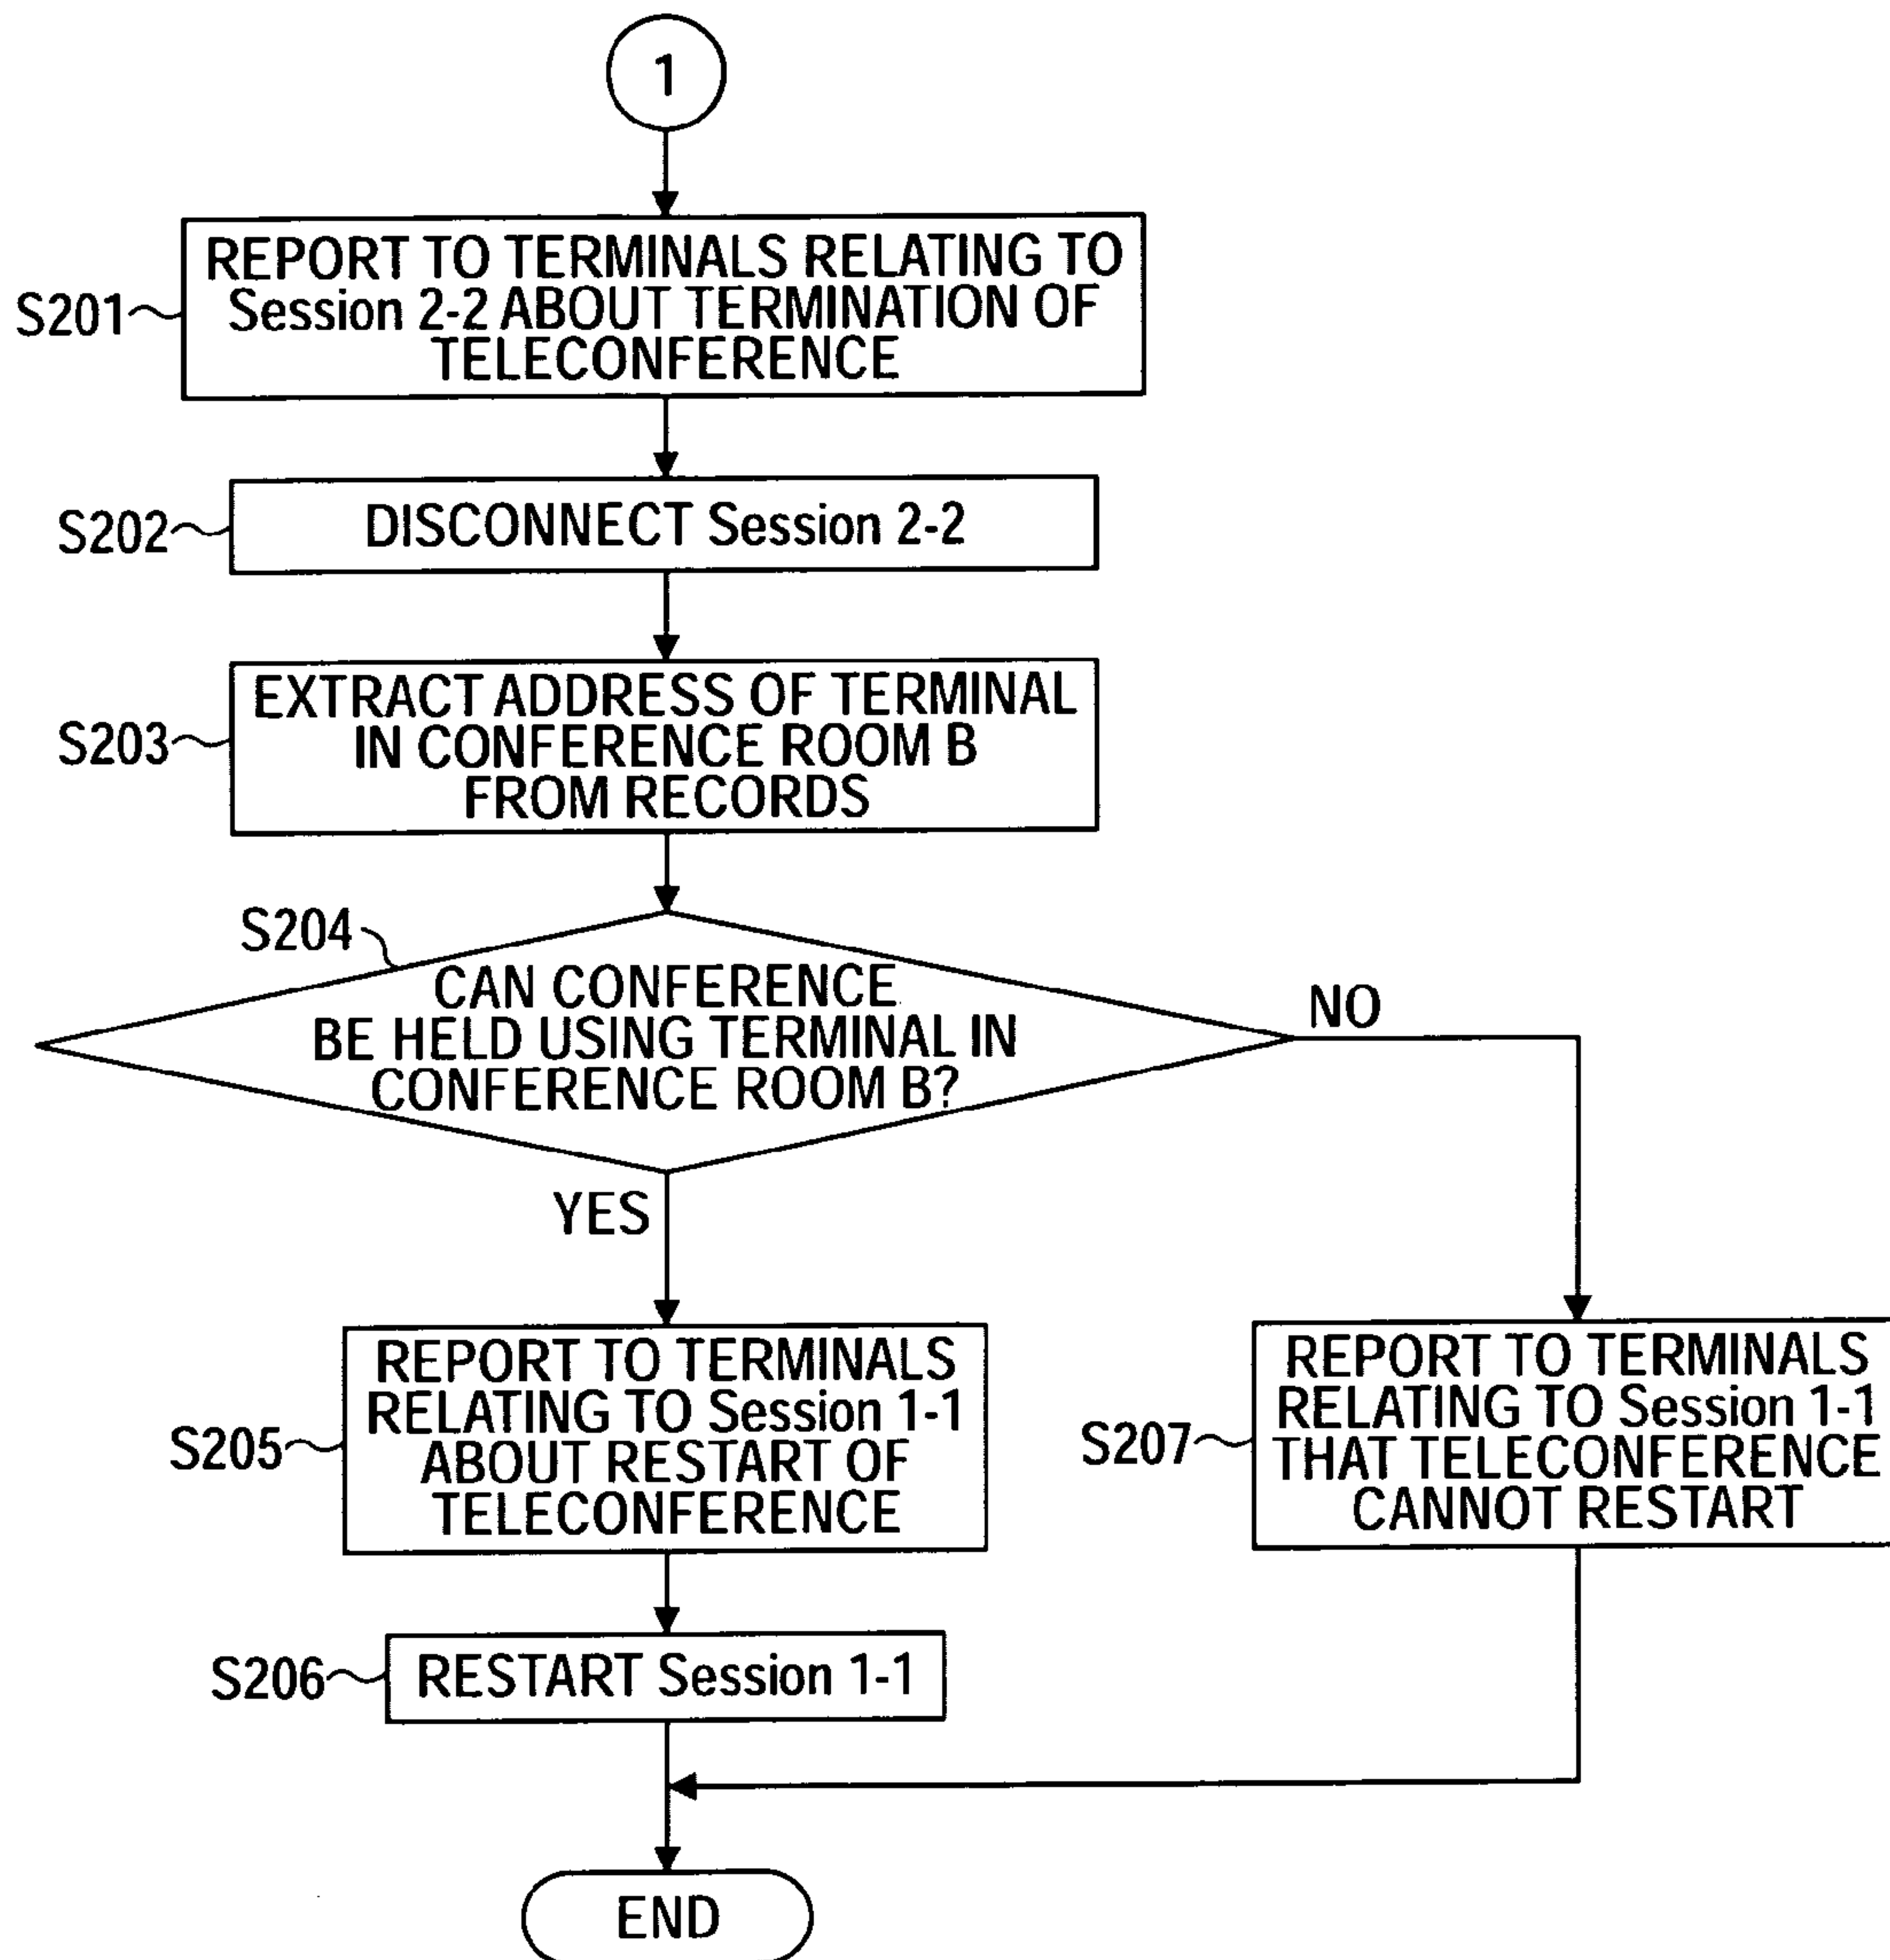 1
S201
REPORT TO TERMINALS RELATING TO
Session 2-2 ABOUT TERMINATION OF
TELECONFERENCE
S202
DISCONNECT Session 2-2
S203
EXTRACT ADDRESS OF TERMINAL
IN CONFERENCE ROOM B
FROM RECORDS
S204
CAN CONFERENCE
BE HELD USING TERMINAL IN
CONFERENCE ROOM B?
NO
YES
S205
REPORT TO TERMINALS
RELATING TO Session 1-1
ABOUT RESTART OF
TELECONFERENCE
S207
REPORT TO TERMINALS
RELATING TO Session 1-1
THAT TELECONFERENCE
CANNOT RESTART
S206
RESTART Session 1-1
END